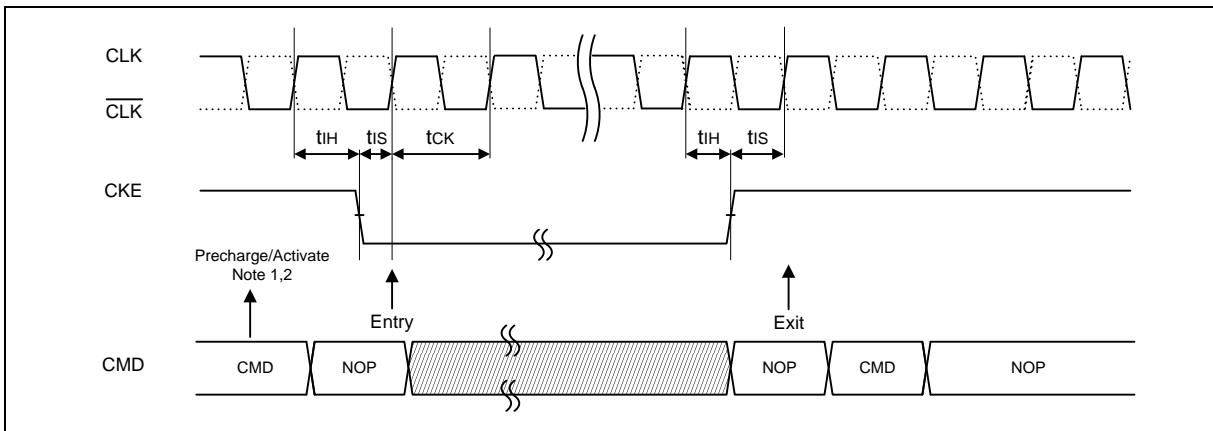 CLK
CLK
tIH
tIS
tCK
tIH
tIS
CKE
Precharge/Activate
Note 1,2
Entry
Exit
CMD
CMD
NOP
NOP
CMD
NOP